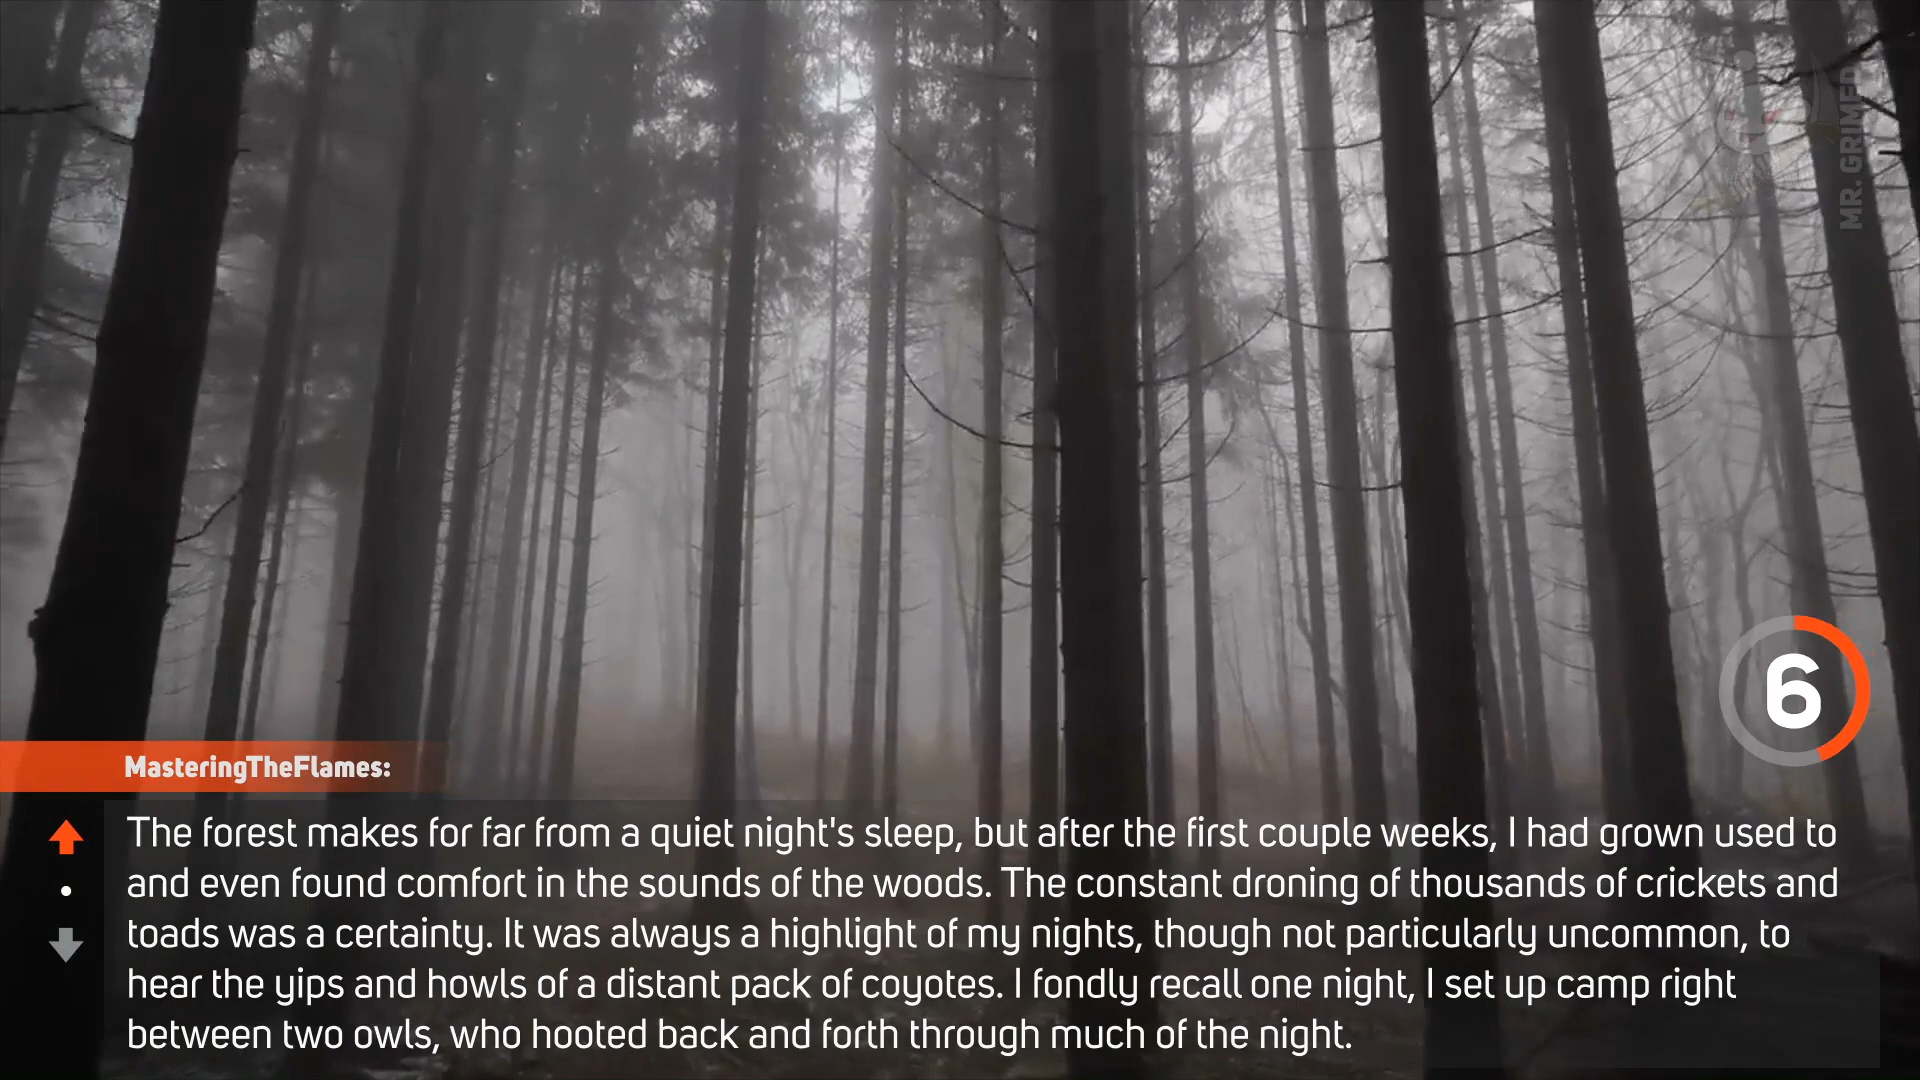 MR. GRIMED
6
MasteringTheFlames:
The forest makes for far from a quiet night's sleep, but after the first couple weeks, I had grown used to
and even found comfort in the sounds of the woods. The constant droning of thousands of crickets and
toads was a certainty. It was always a highlight of my nights, though not particularly uncommon, to
hear the yips and howls of a distant pack of coyotes. I fondly recall one night, I set up camp right
between two owls, who hooted back and forth through much of the night.